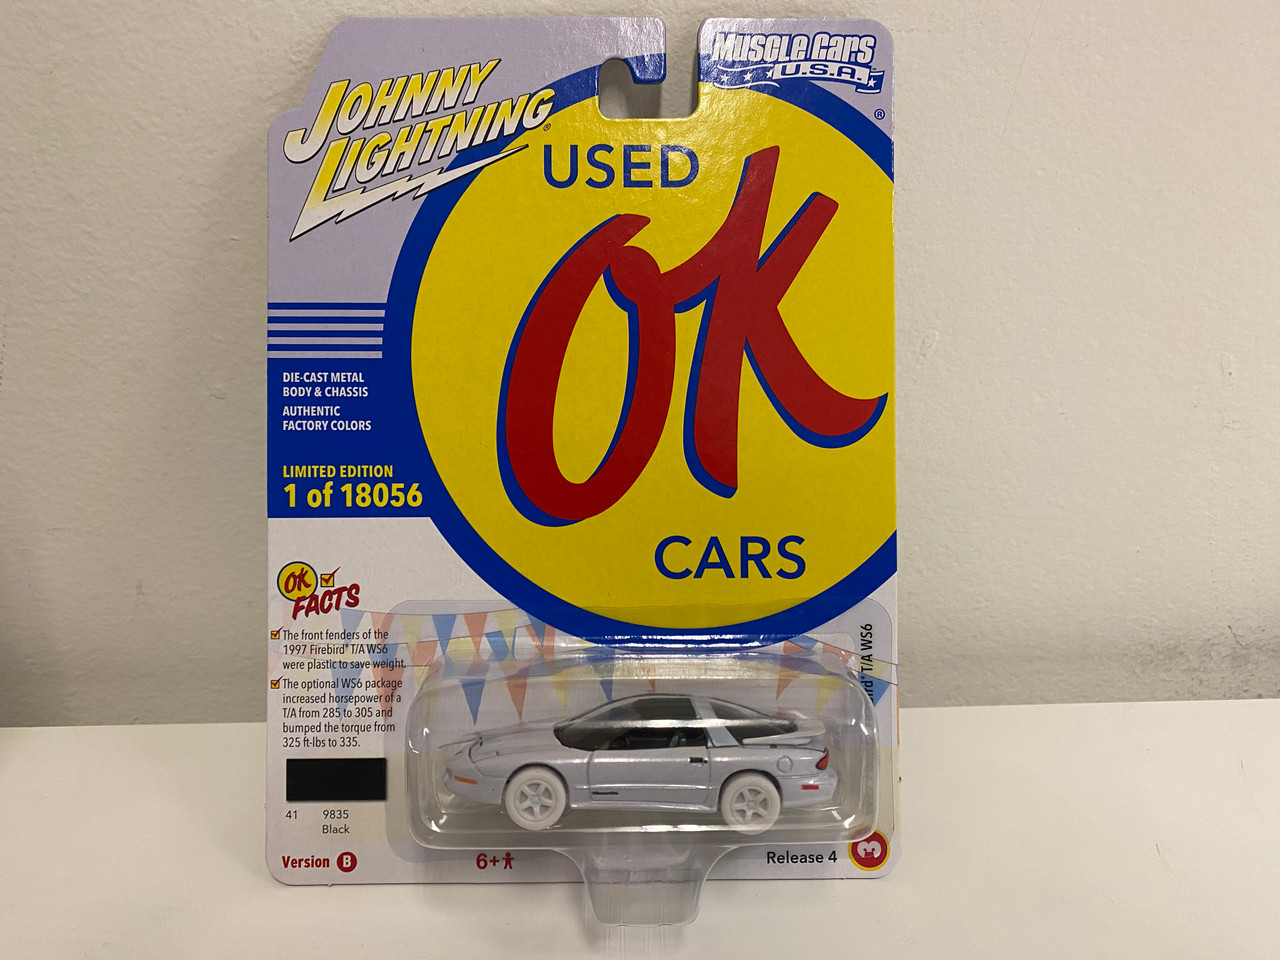 JOHNNY
LIGHTNING®
MUSCLE CARS
U.S.A.
®
USED
OK
CARS
DIE-CAST METAL
BODY & CHASSIS
AUTHENTIC
FACTORY COLORS
LIMITED EDITION
1 of 18056
OK
FACTS
The front fenders of the
1997 Firebird® T/A WS6
were plastic to save weight.
The optional WS6 package
increased horsepower of a
T/A from 285 to 305 and
bumped the torque from
325 ft-lbs to 335.
T/A WS6
41 9835
Black
Version B
6+
Release 4